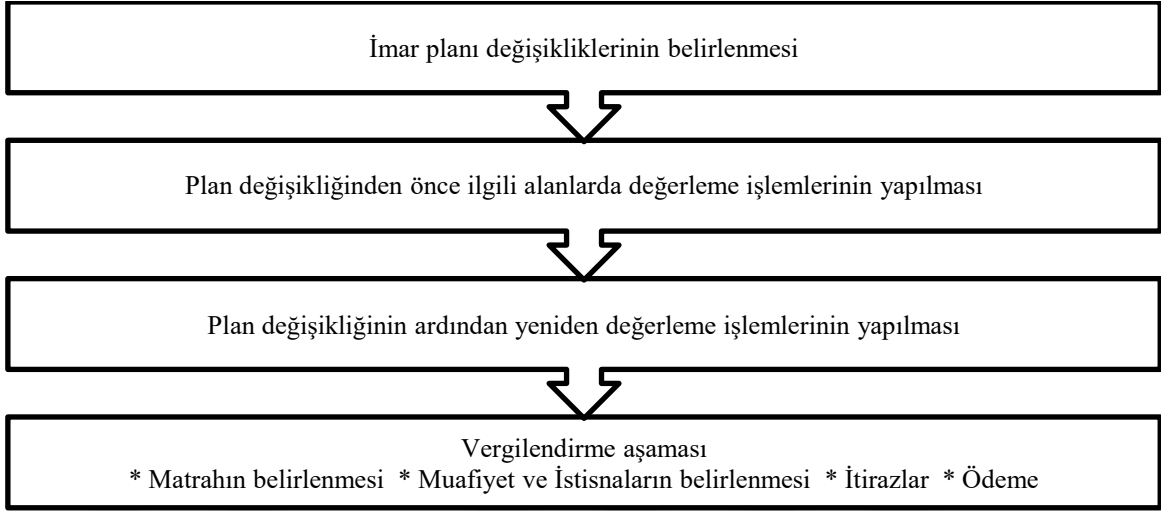 İmar planı değişikliklerinin belirlenmesi
Plan değişikliğinden önce ilgili alanlarda değerleme işlemlerinin yapılması
Plan değişikliğinin ardından yeniden değerleme işlemlerinin yapılması
Vergilendirme aşaması
* Matrahın belirlenmesi * Muafiyet ve İstisnaların belirlenmesi * İtirazlar * Ödeme